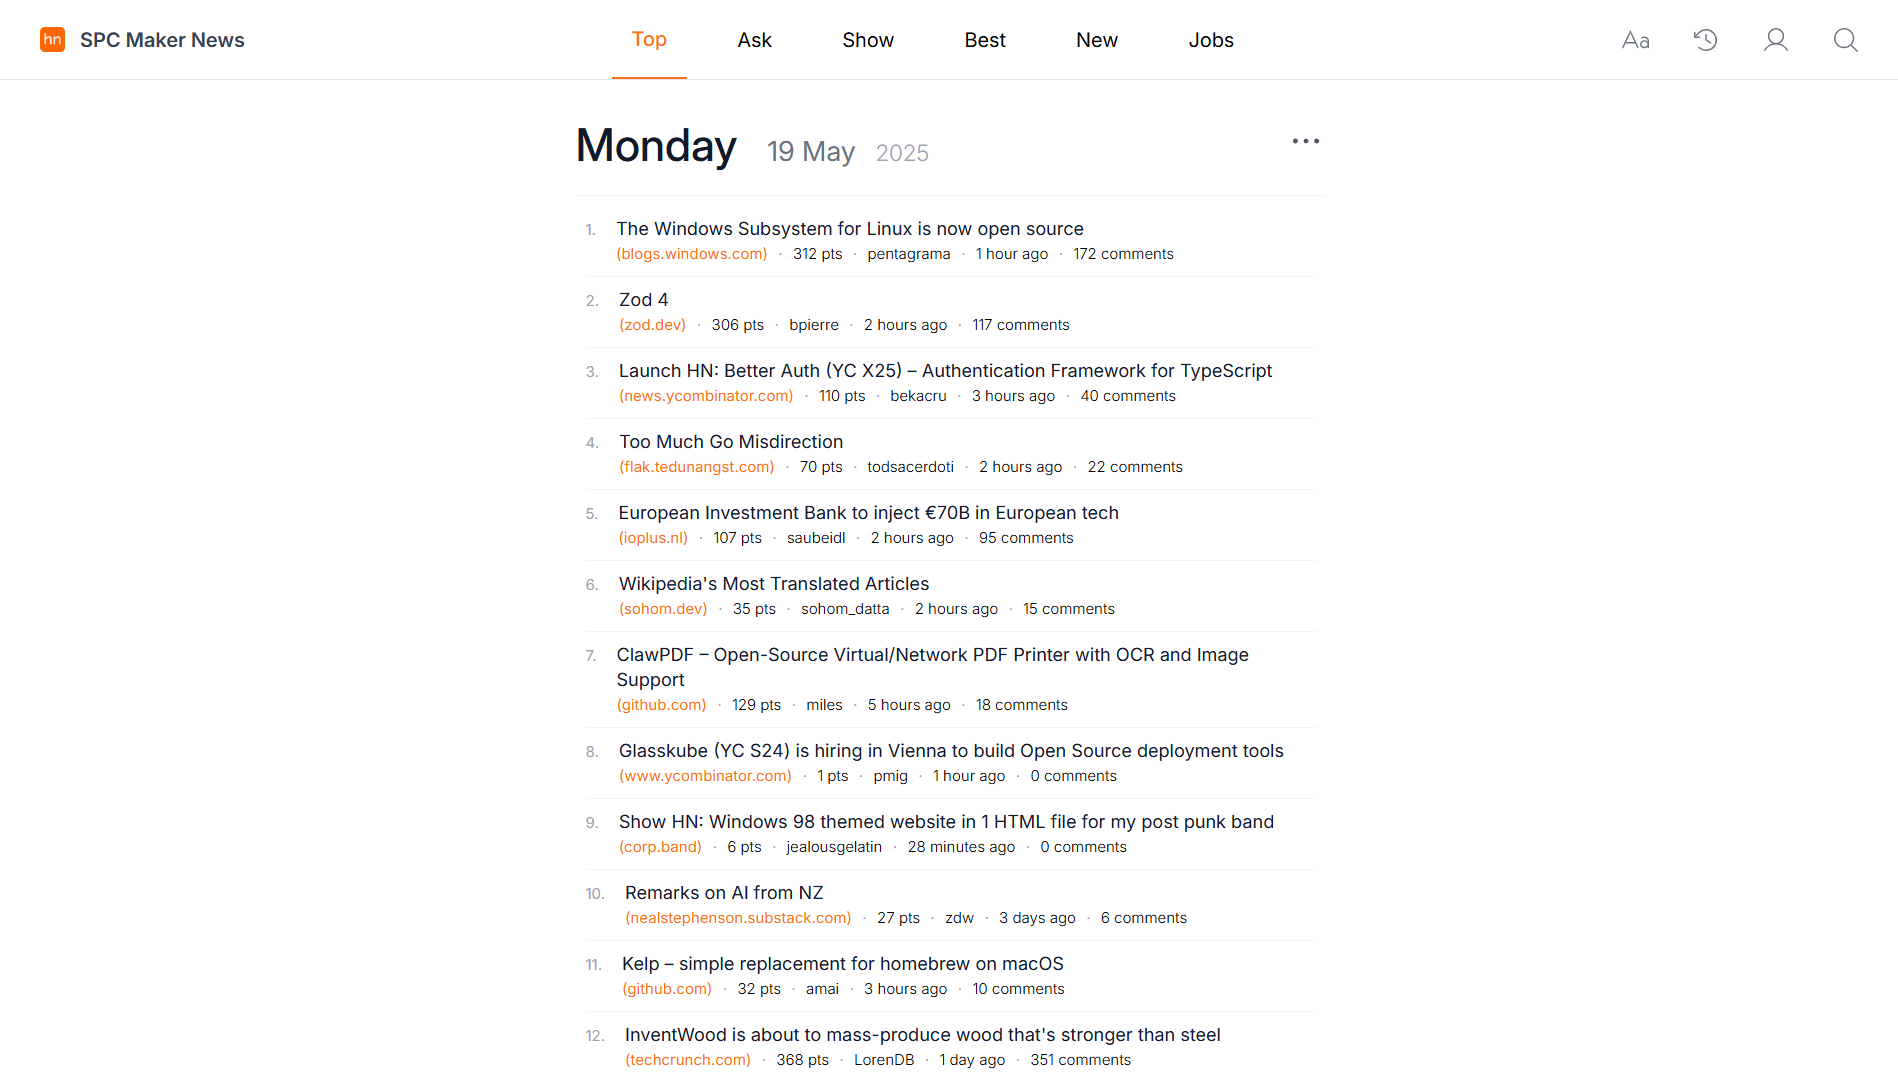 hn SPC Maker News Top Ask Show Best New Jobs Aa
Monday 19 May 2025
1. The Windows Subsystem for Linux is now open source
(blogs.windows.com) · 312 pts · pentagrama · 1 hour ago · 172 comments
2. Zod 4
(zod.dev) · 306 pts · bpierre · 2 hours ago · 117 comments
3. Launch HN: Better Auth (YC X25) – Authentication Framework for TypeScript
(news.ycombinator.com) · 110 pts · bekacru · 3 hours ago · 40 comments
4. Too Much Go Misdirection
(flak.tedunangst.com) · 70 pts · todsacerdoti · 2 hours ago · 22 comments
5. European Investment Bank to inject €70B in European tech
(ioplus.nl) · 107 pts · saubeidl · 2 hours ago · 95 comments
6. Wikipedia's Most Translated Articles
(sohom.dev) · 35 pts · sohom_datta · 2 hours ago · 15 comments
7. ClawPDF – Open-Source Virtual/Network PDF Printer with OCR and Image
Support
(github.com) · 129 pts · miles · 5 hours ago · 18 comments
8. Glasskube (YC S24) is hiring in Vienna to build Open Source deployment tools
(www.ycombinator.com) · 1 pts · pmig · 1 hour ago · 0 comments
9. Show HN: Windows 98 themed website in 1 HTML file for my post punk band
(corp.band) · 6 pts · jealousgelatin · 28 minutes ago · 0 comments
10. Remarks on AI from NZ
(nealstephenson.substack.com) · 27 pts · zdw · 3 days ago · 6 comments
11. Kelp – simple replacement for homebrew on macOS
(github.com) · 32 pts · amai · 3 hours ago · 10 comments
12. InventWood is about to mass-produce wood that's stronger than steel
(techcrunch.com) · 368 pts · LorenDB · 1 day ago · 351 comments